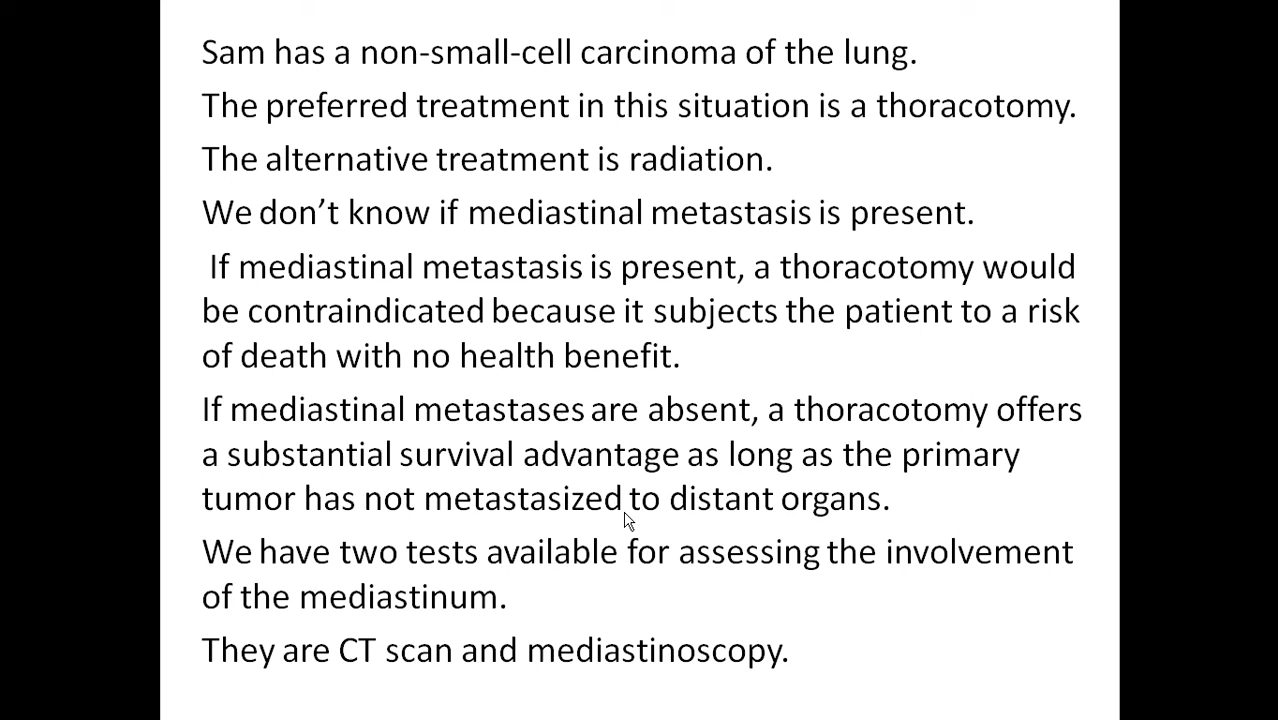 Sam has a non-small-cell carcinoma of the lung.
The preferred treatment in this situation is a thoracotomy.
The alternative treatment is radiation.
We don’t know if mediastinal metastasis is present.
If mediastinal metastasis is present, a thoracotomy would
be contraindicated because it subjects the patient to a risk
of death with no health benefit.
If mediastinal metastases are absent, a thoracotomy offers
a substantial survival advantage as long as the primary
tumor has not metastasized to distant organs.
We have two tests available for assessing the involvement
of the mediastinum.
They are CT scan and mediastinoscopy.